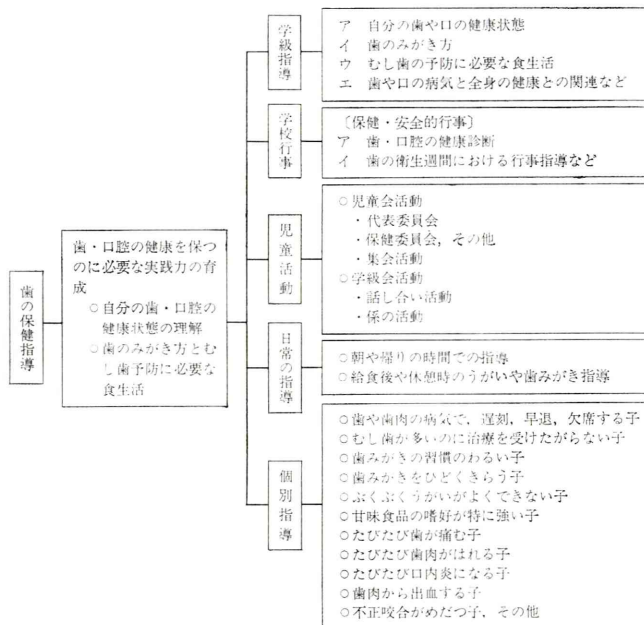 歯の保健指導
歯・口腔の健康を保つ
のに必要な実践力の育
成
○自分の歯・口腔の
健康状態の理解
○歯のみがき方とむ
し歯予防に必要な
食生活
学級指導
ア 自分の歯や口の健康状態
イ 歯のみがき方
ウ むし歯の予防に必要な食生活
エ 歯や口の病気と全身の健康との関連など
学校行事
〔保健・安全的行事〕
ア 歯・口腔の健康診断
イ 歯の衛生週間における行事指導など
児童活動
○児童会活動
・代表委員会
・保健委員会，その他
・集会活動
○学級会活動
・話し合い活動
・係の活動
日常の指導
○朝や帰りの時間での指導
○給食後や休憩時のうがいや歯みがき指導
個別指導
○歯や歯肉の病気で，遅刻，早退，欠席する子
○むし歯が多いのに治療を受けたがらない子
○歯みがきの習慣のわるい子
○歯みがきをひどくきらう子
○ぶくぶくうがいがよくできない子
○甘味食品の嗜好が特に強い子
○たびたび歯が痛む子
○たびたび歯肉がはれる子
○たびたび口内炎になる子
○歯肉から出血する子
○不正咬合がめだつ子，その他